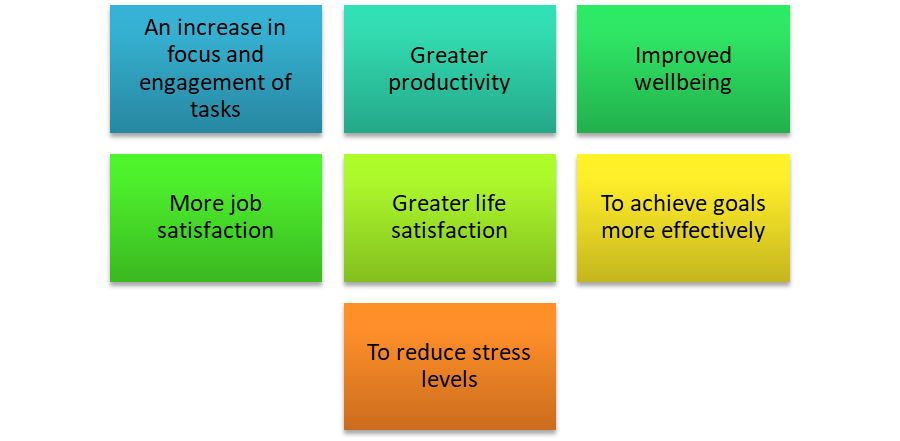 An increase in
focus and
engagement of
tasks
Greater
productivity
Improved
wellbeing
More job
satisfaction
Greater life
satisfaction
To achieve goals
more effectively
To reduce stress
levels